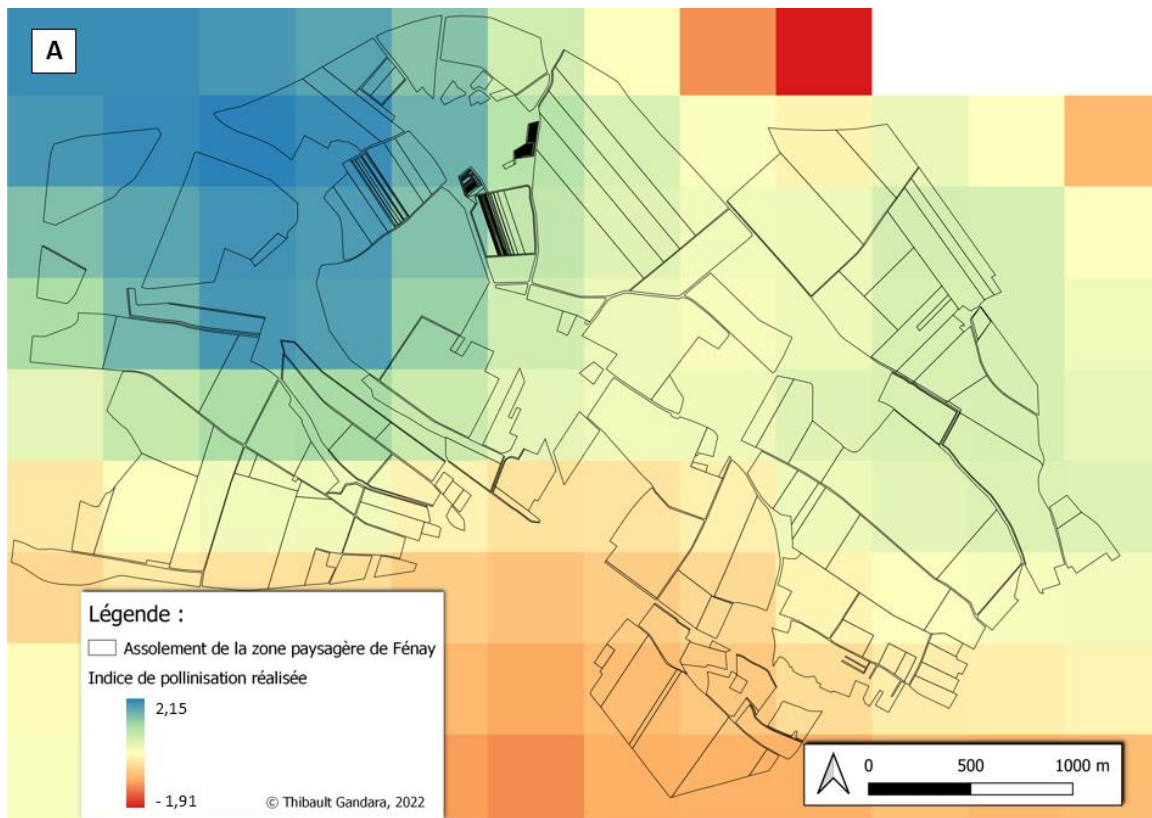 A
Légende :
Assolement de la zone paysagère de Fénay
Indice de pollinisation réalisée
2,15
- 1,91
© Thibault Gandara, 2022
0 500 1000 m